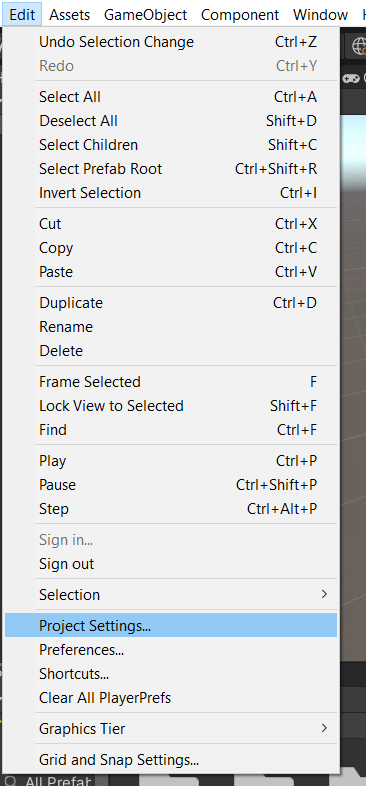 Edit Assets GameObject Component Window
Undo Selection Change Ctrl+Z
Redo Ctrl+Y
Select All Ctrl+A
Deselect All Shift+D
Select Children Shift+C
Select Prefab Root Ctrl+Shift+R
Invert Selection Ctrl+I
Cut Ctrl+X
Copy Ctrl+C
Paste Ctrl+V
Duplicate Ctrl+D
Rename
Delete
Frame Selected F
Lock View to Selected Shift+F
Find Ctrl+F
Play Ctrl+P
Pause Ctrl+Shift+P
Step Ctrl+Alt+P
Sign in...
Sign out
Selection
Project Settings...
Preferences...
Shortcuts...
Clear All PlayerPrefs
Graphics Tier
Grid and Snap Settings...
All Prefab